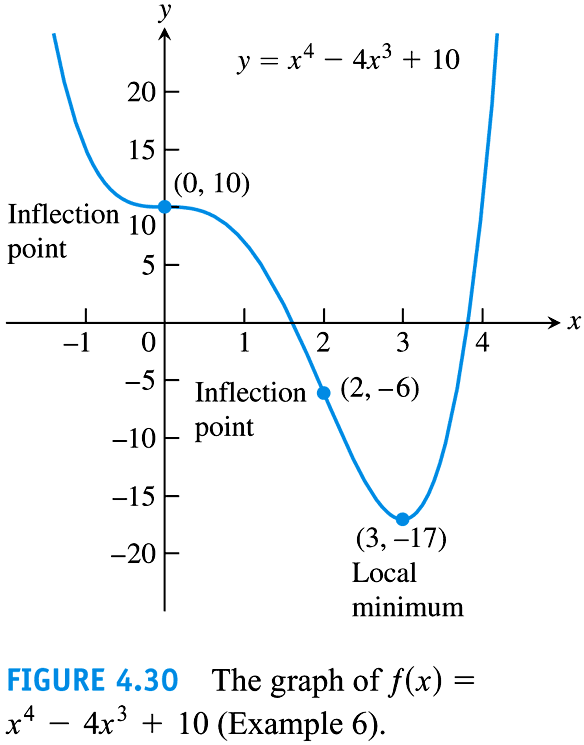 y
y = x⁴ − 4x³ + 10
20
15
(0, 10)
Inflection
point
10
5
x
−1
0
1
2
3
4
−5
Inflection
point
(2, −6)
−10
−15
(3, −17)
−20
Local
minimum
FIGURE 4.30 The graph of f(x) =
x⁴ − 4x³ + 10 (Example 6).